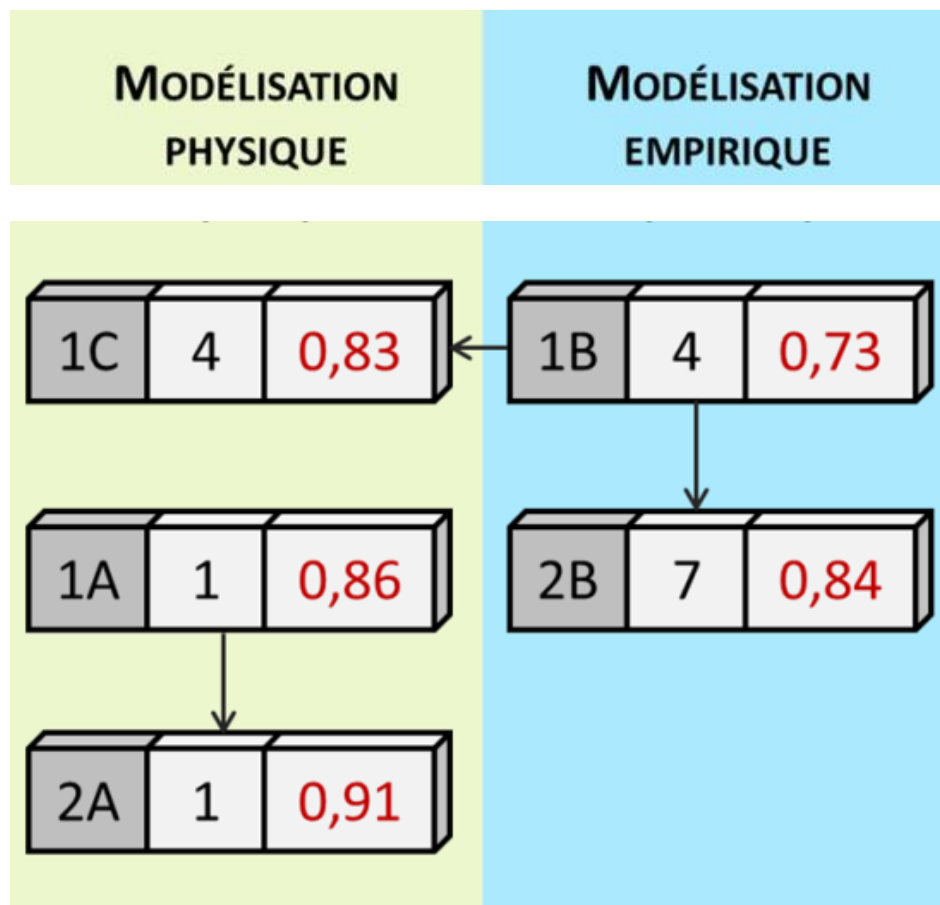 MODÉLISATION PHYSIQUE
MODÉLISATION EMPIRIQUE
1C 4 0,83
1B 4 0,73
1A 1 0,86
2B 7 0,84
2A 1 0,91